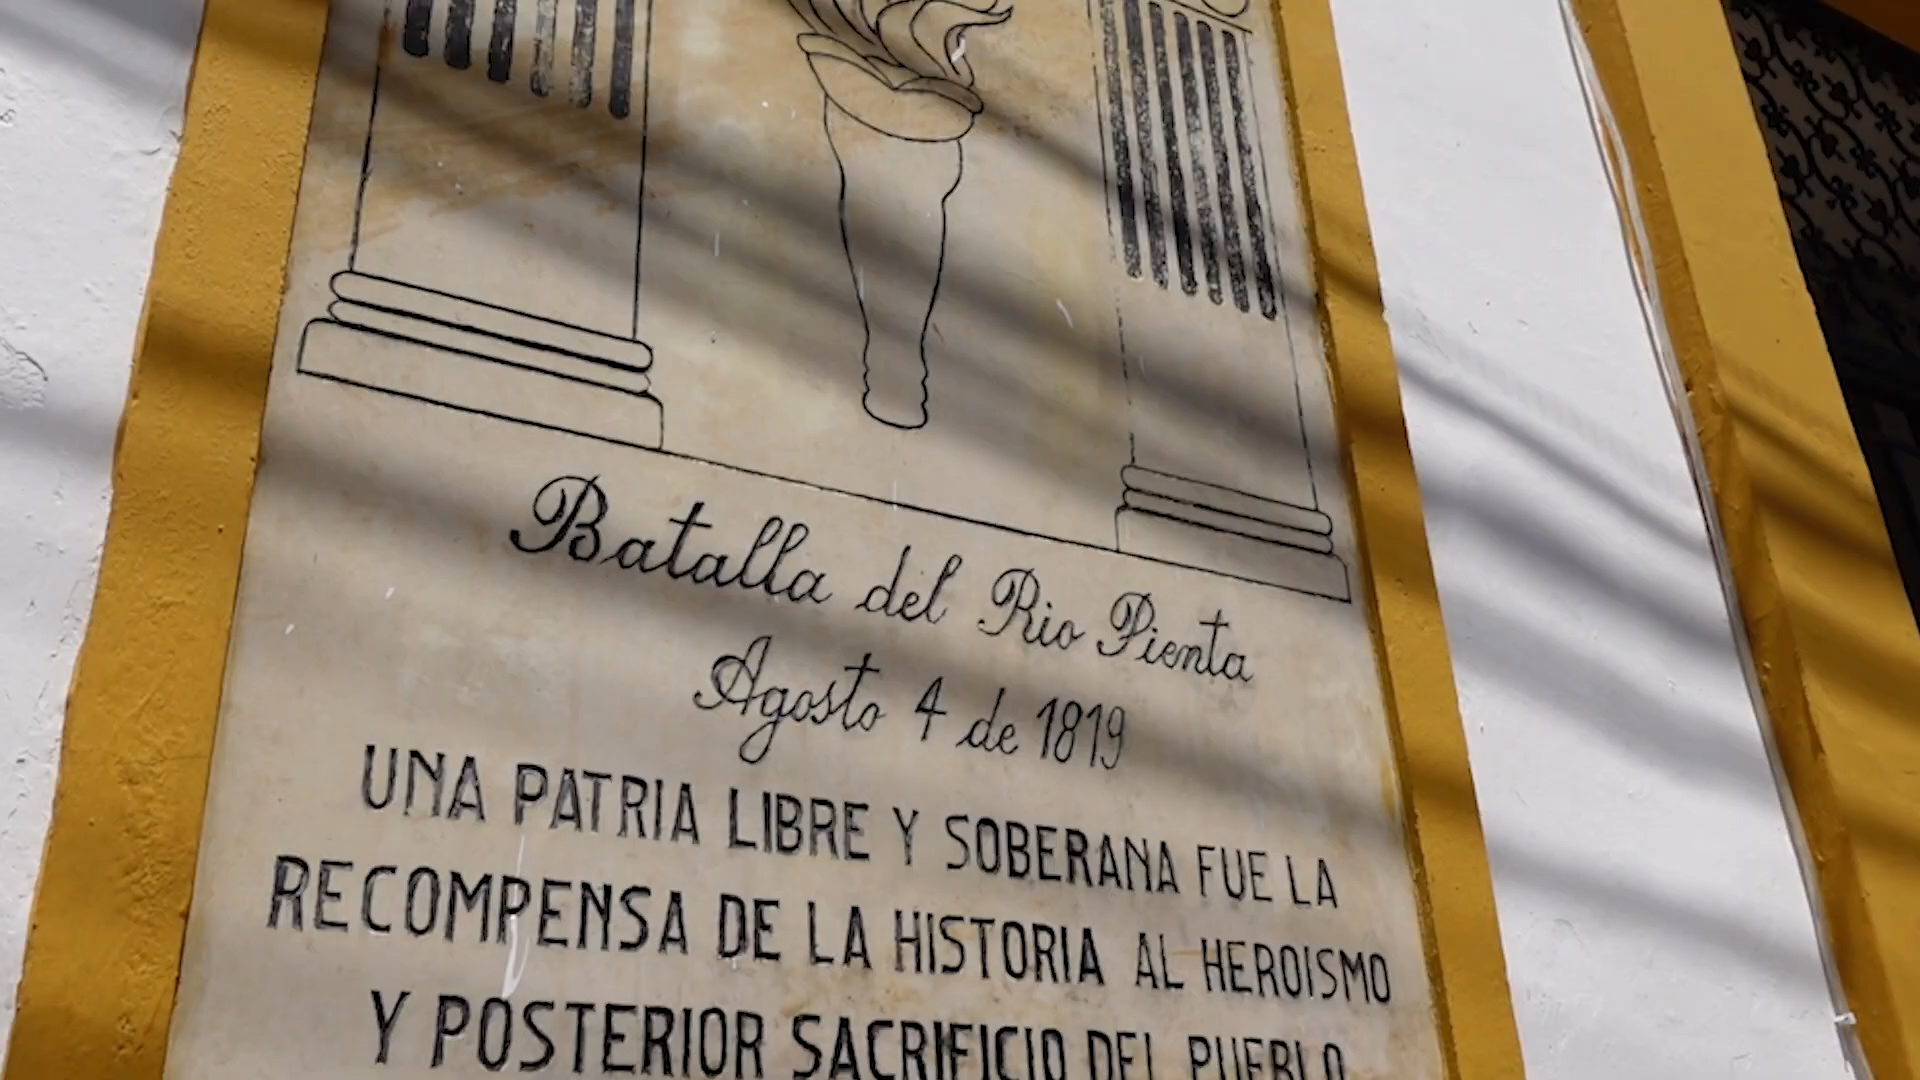 Batalla del Rio Pienta
Agosto 4 de 1819
UNA PATRIA LIBRE Y SOBERANA FUE LA
RECOMPENSA DE LA HISTORIA AL HEROISMO
Y POSTERIOR SACRIFICIO DEL PUEBLO